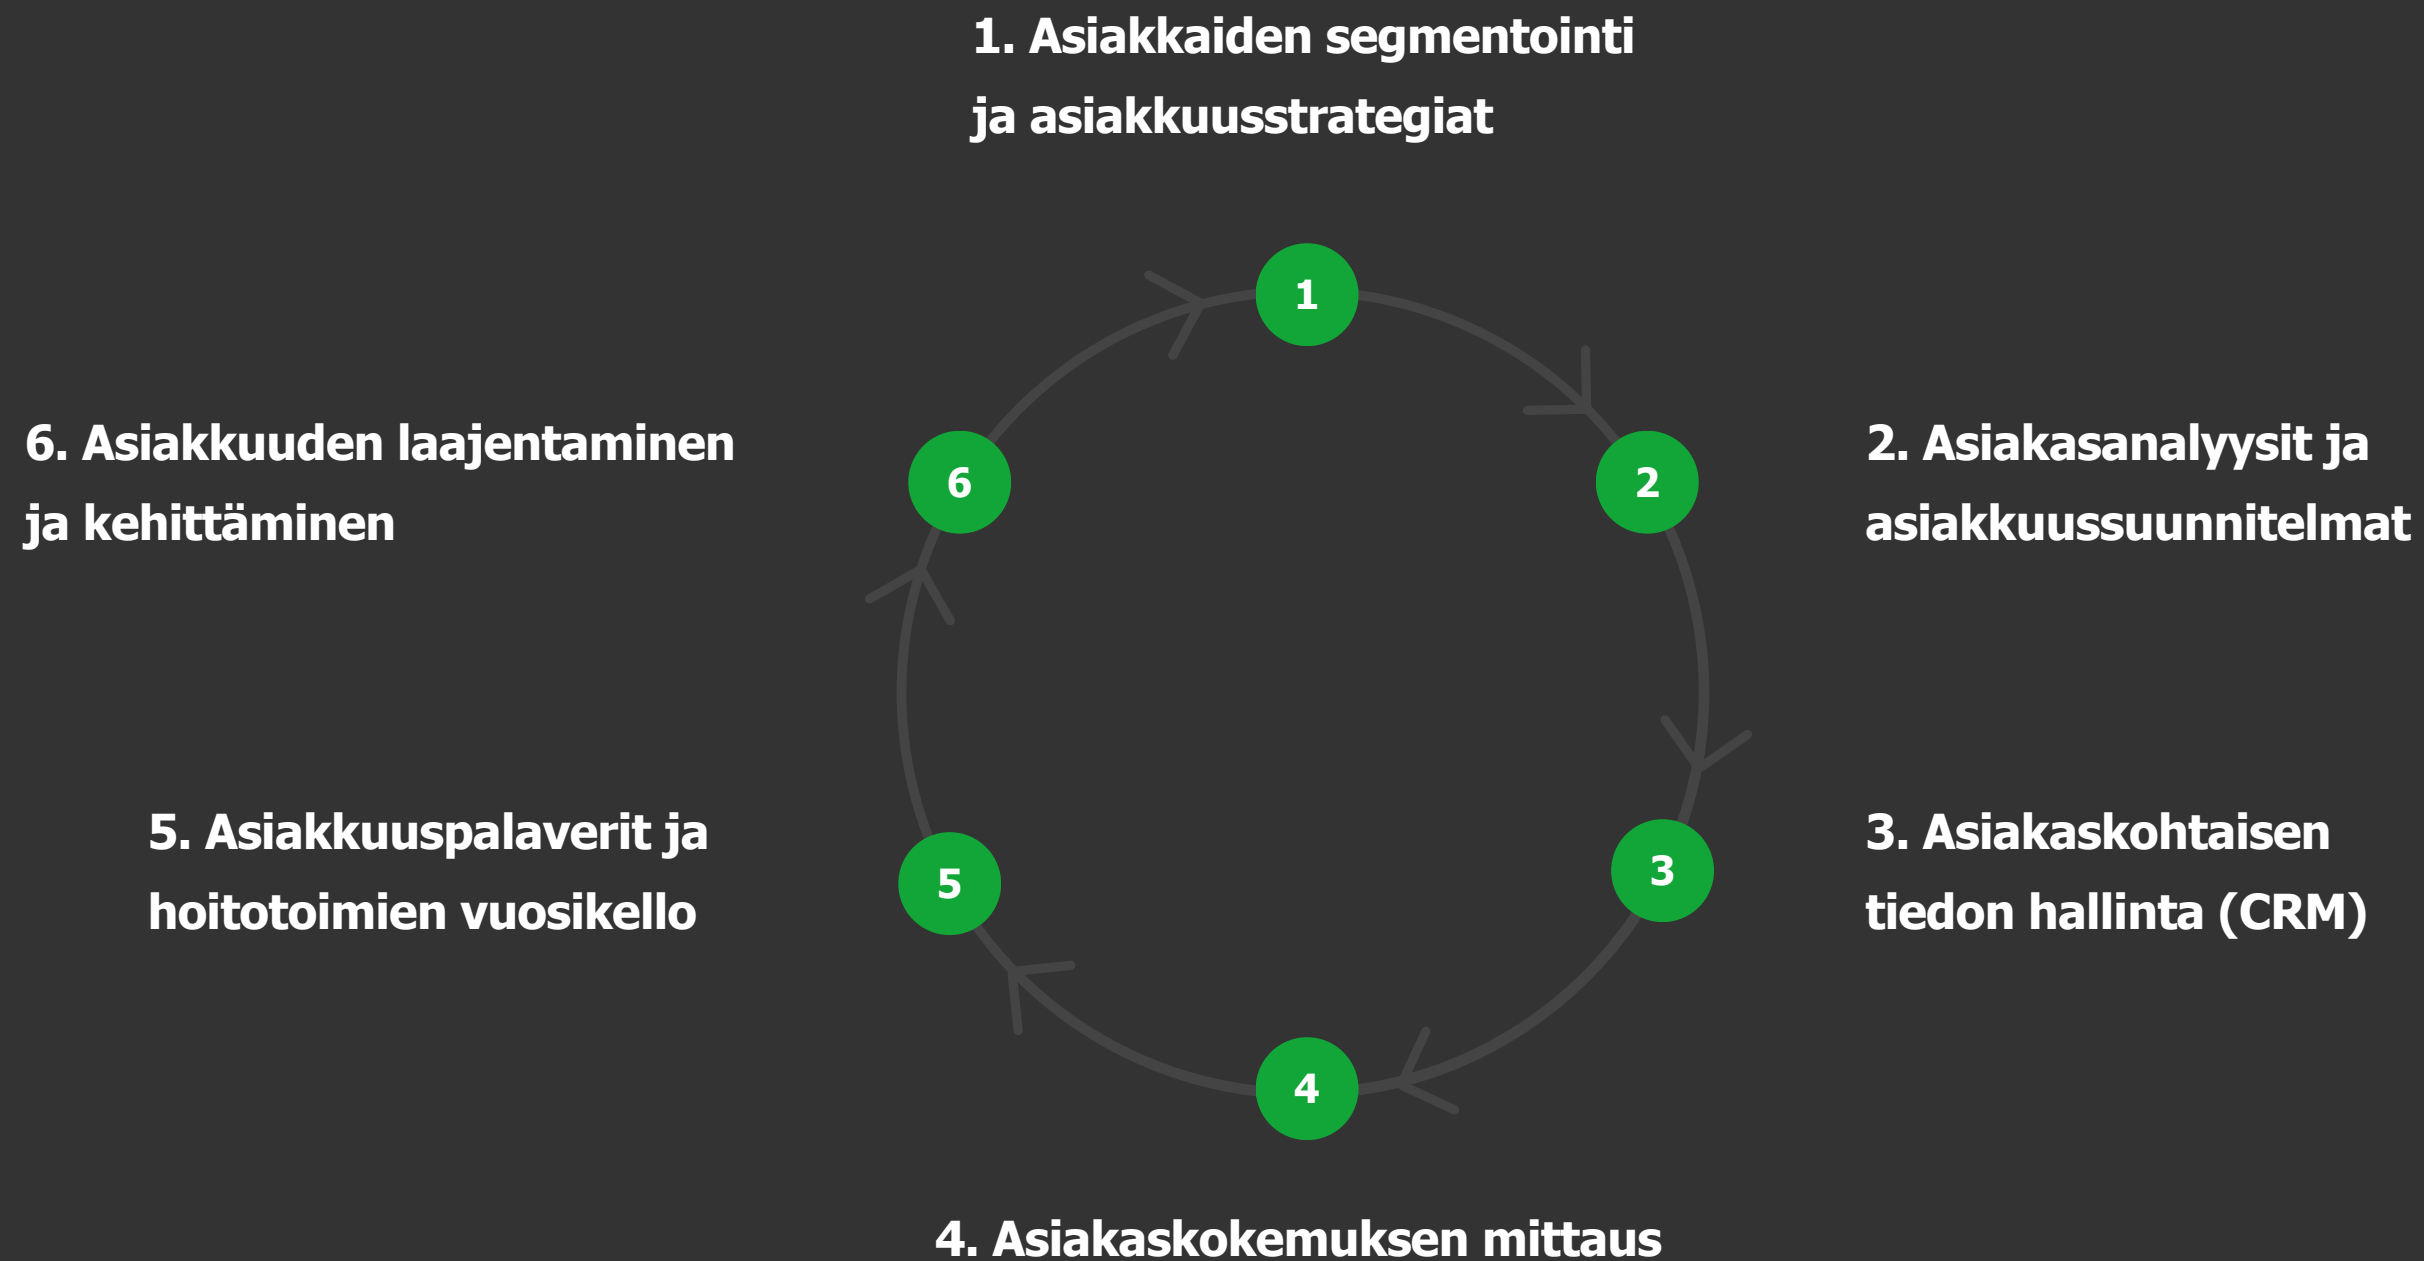 1. Asiakkaiden segmentointi
ja asiakkuusstrategiat
1
2
3
4
5
6
2. Asiakasanalyysit ja
asiakkuussuunnitelmat
3. Asiakaskohtaisen
tiedon hallinta (CRM)
4. Asiakaskokemuksen mittaus
5. Asiakkuuspalaverit ja
hoitotoimien vuosikello
6. Asiakkuuden laajentaminen
ja kehittäminen